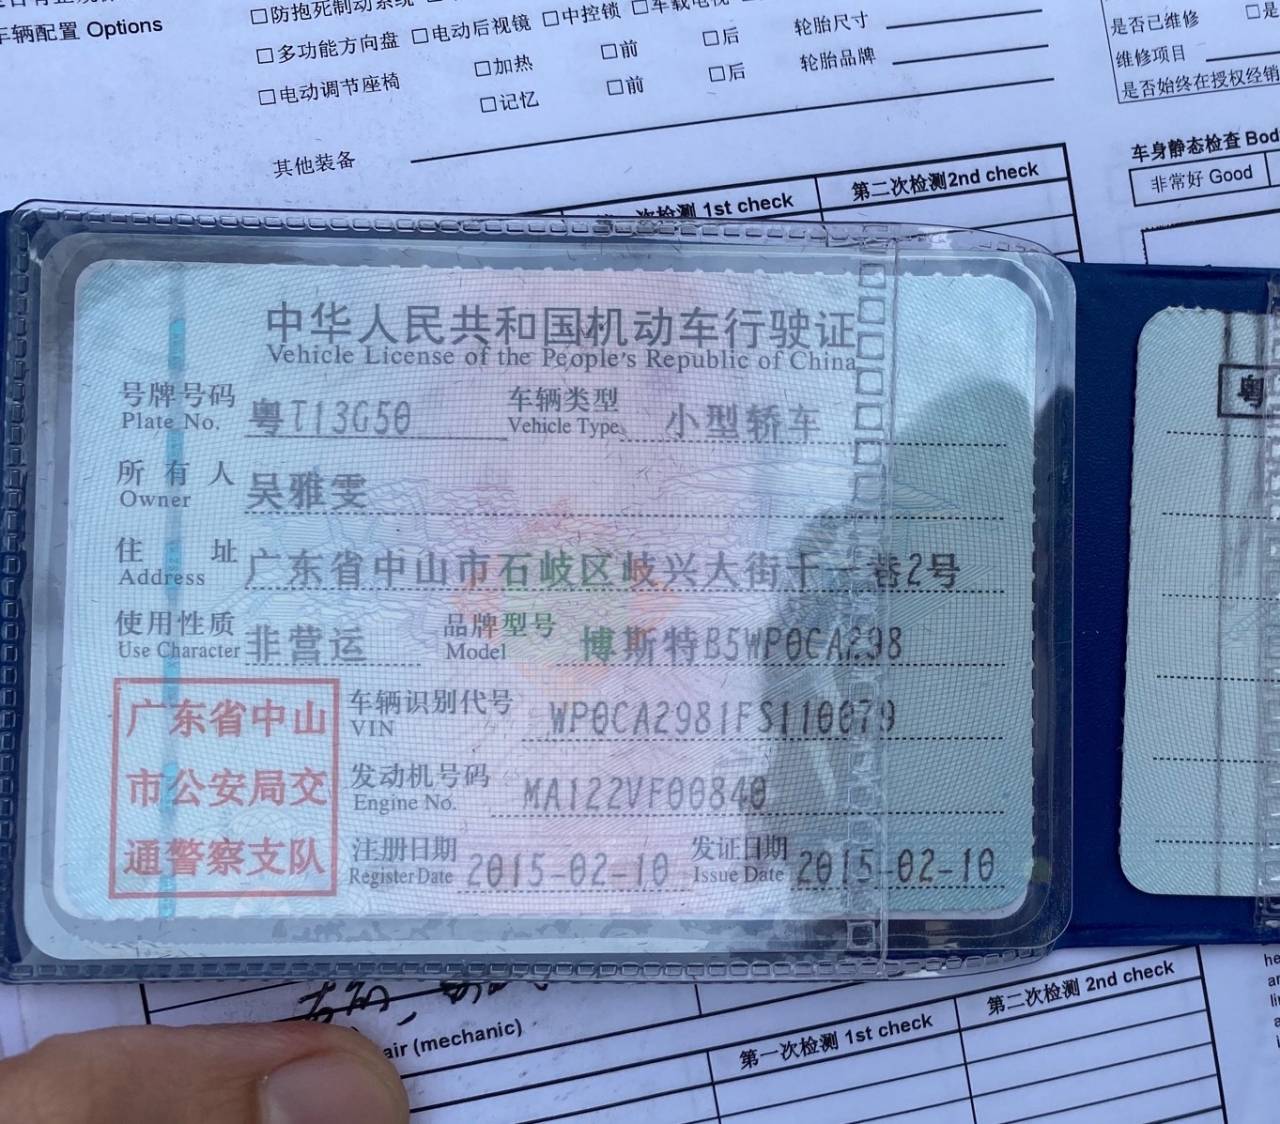 车辆配置 Options
□防抱死制动系统
□多功能方向盘 □电动后视镜 □中控锁 □车载电视
□电动调节座椅 □加热 □前 □后 轮胎尺寸
□记忆 □前 □后 轮胎品牌
其他装备
是否已维修 □是
维修项目
是否始终在授权经销
车身静态检查 Bod
非常好 Good
检测 1st check 第二次检测2nd check
中华人民共和国机动车行驶证
Vehicle License of the People's Republic of China
号牌号码 粤T13G50 车辆类型 小型轿车
Plate No. Vehicle Type
所有人 吴雅雯
Owner
住址 广东省中山市石岐区岐兴大街十一巷2号
Address
使用性质 非营运 品牌型号 博斯特B5WP0CA298
Use Character Model
广东省中山
市公安局交
通警察支队
车辆识别代号 WP0CA2981FS110079
VIN
发动机号码 MA122VF00840
Engine No.
注册日期 2015-02-10 发证日期 2015-02-10
Register Date Issue Date
粤
air (mechanic)
第一次检测 1st check 第二次检测 2nd check